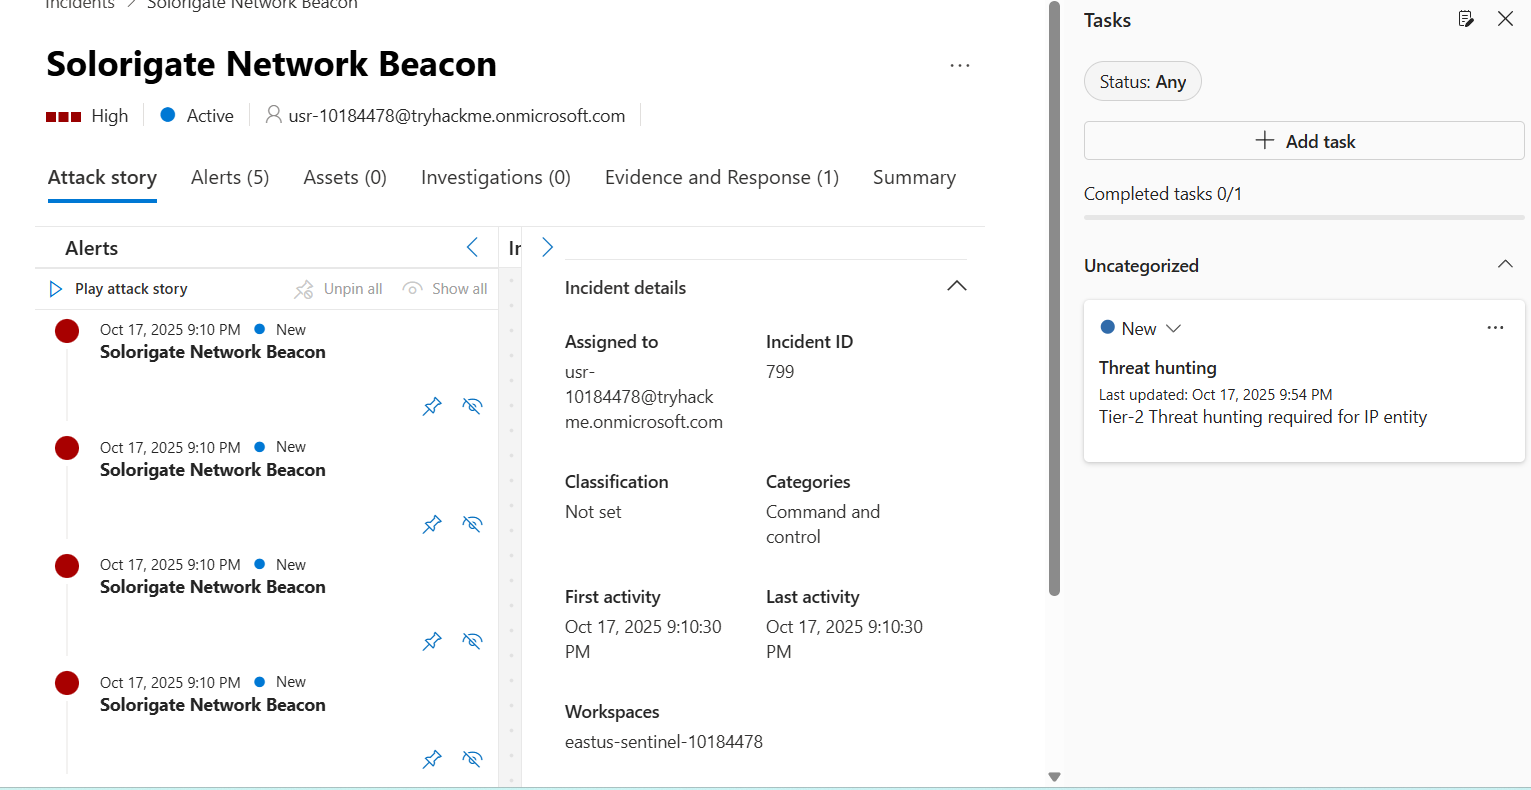 Incidents > Solorigate Network Beacon
Solorigate Network Beacon
High Active usr-10184478@tryhackme.onmicrosoft.com
Attack story Alerts (5) Assets (0) Investigations (0) Evidence and Response (1) Summary
Alerts
Play attack story Unpin all Show all
Oct 17, 2025 9:10 PM New
Solorigate Network Beacon
Oct 17, 2025 9:10 PM New
Solorigate Network Beacon
Oct 17, 2025 9:10 PM New
Solorigate Network Beacon
Oct 17, 2025 9:10 PM New
Solorigate Network Beacon
Incident details
Assigned to
usr-
10184478@tryhack
me.onmicrosoft.com
Incident ID
799
Classification
Not set
Categories
Command and
control
First activity
Oct 17, 2025 9:10:30
PM
Last activity
Oct 17, 2025 9:10:30
PM
Workspaces
eastus-sentinel-10184478
Tasks
Status: Any
+ Add task
Completed tasks 0/1
Uncategorized
New
Threat hunting
Last updated: Oct 17, 2025 9:54 PM
Tier-2 Threat hunting required for IP entity